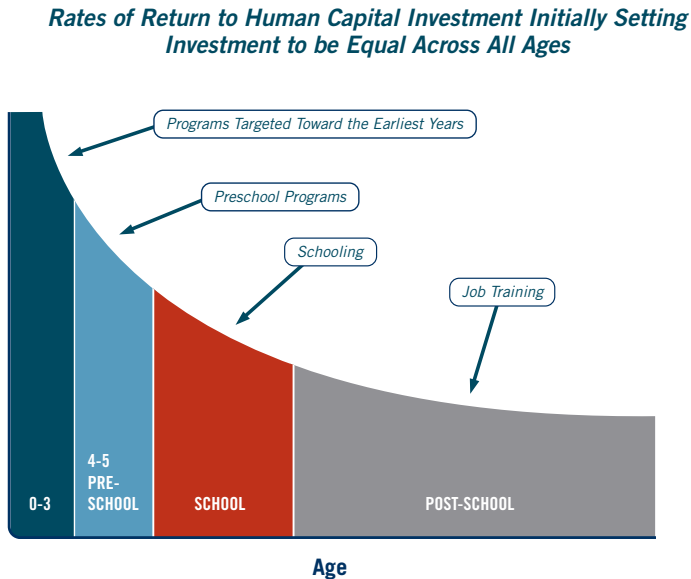 Rates of Return to Human Capital Investment Initially Setting
Investment to be Equal Across All Ages
Programs Targeted Toward the Earliest Years
Preschool Programs
Schooling
Job Training
0-3
4-5
PRE-
SCHOOL
SCHOOL
POST-SCHOOL
Age